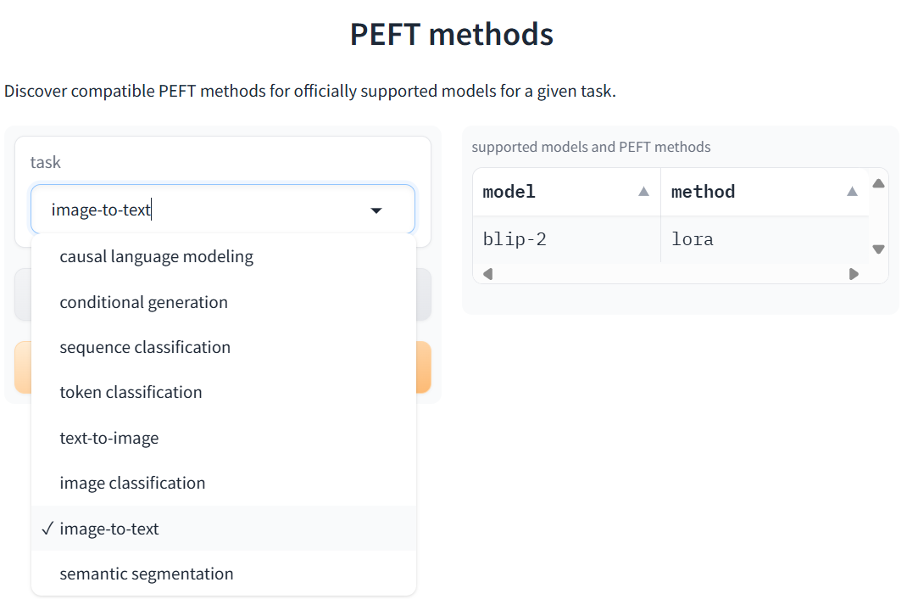 PEFT methods
Discover compatible PEFT methods for officially supported models for a given task.
task
image-to-text
causal language modeling
conditional generation
sequence classification
token classification
text-to-image
image classification
✓ image-to-text
semantic segmentation
supported models and PEFT methods
model method
blip-2 lora